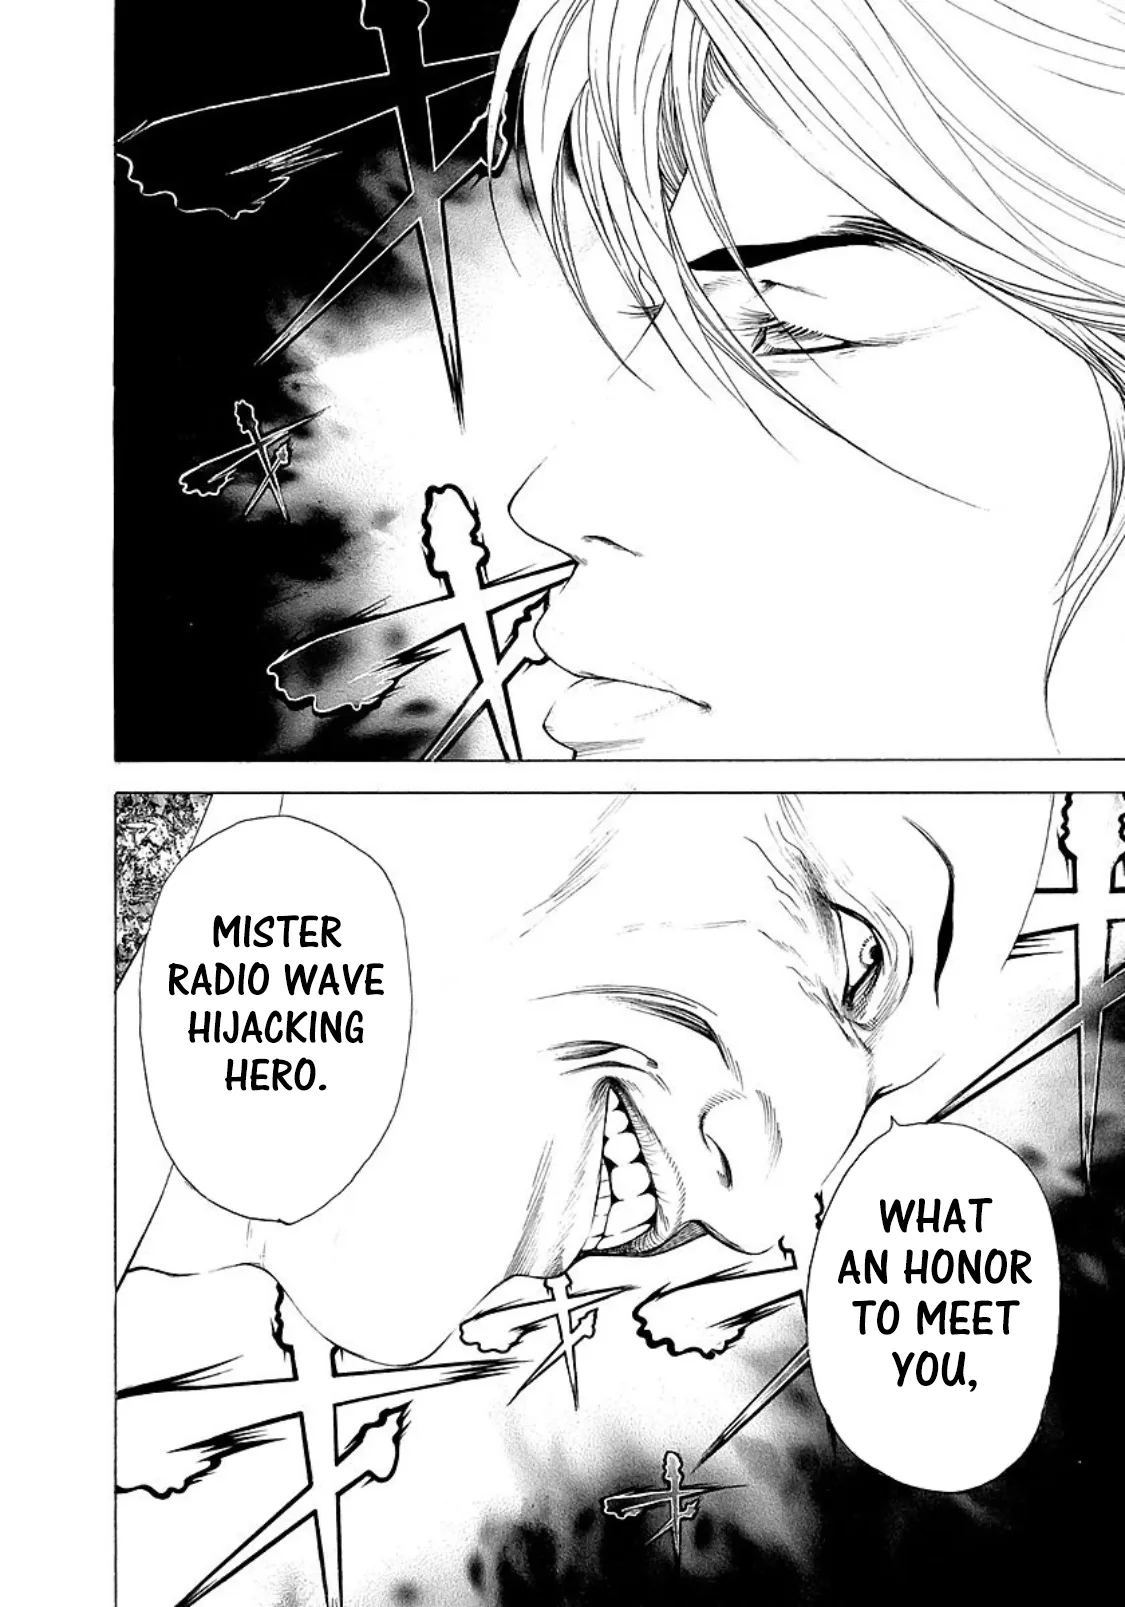 WHAT
AN HONOR
TO MEET
YOU,
MISTER
RADIO WAVE
HIJACKING
HERO.